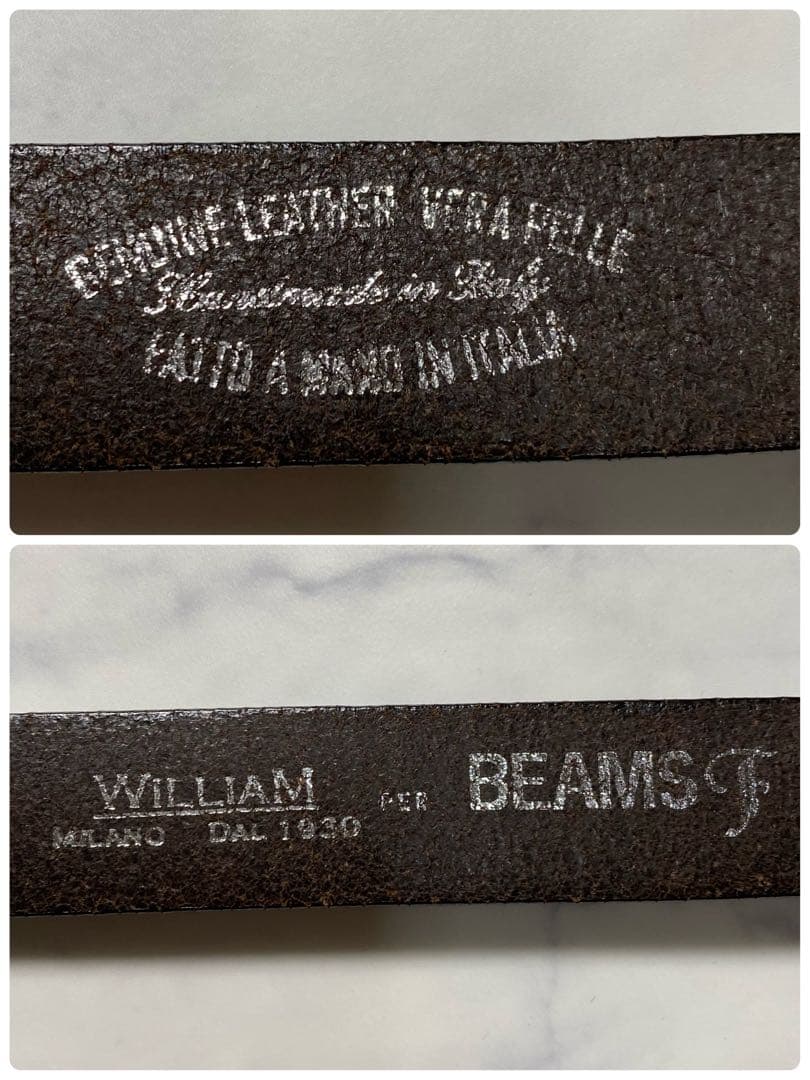 GENUINE LEATHER VERA PELLE
Handmade in Italy
FATTO A MANO IN ITALIA
WILLIAM PER BEAMS F
MILANO DAL 1930